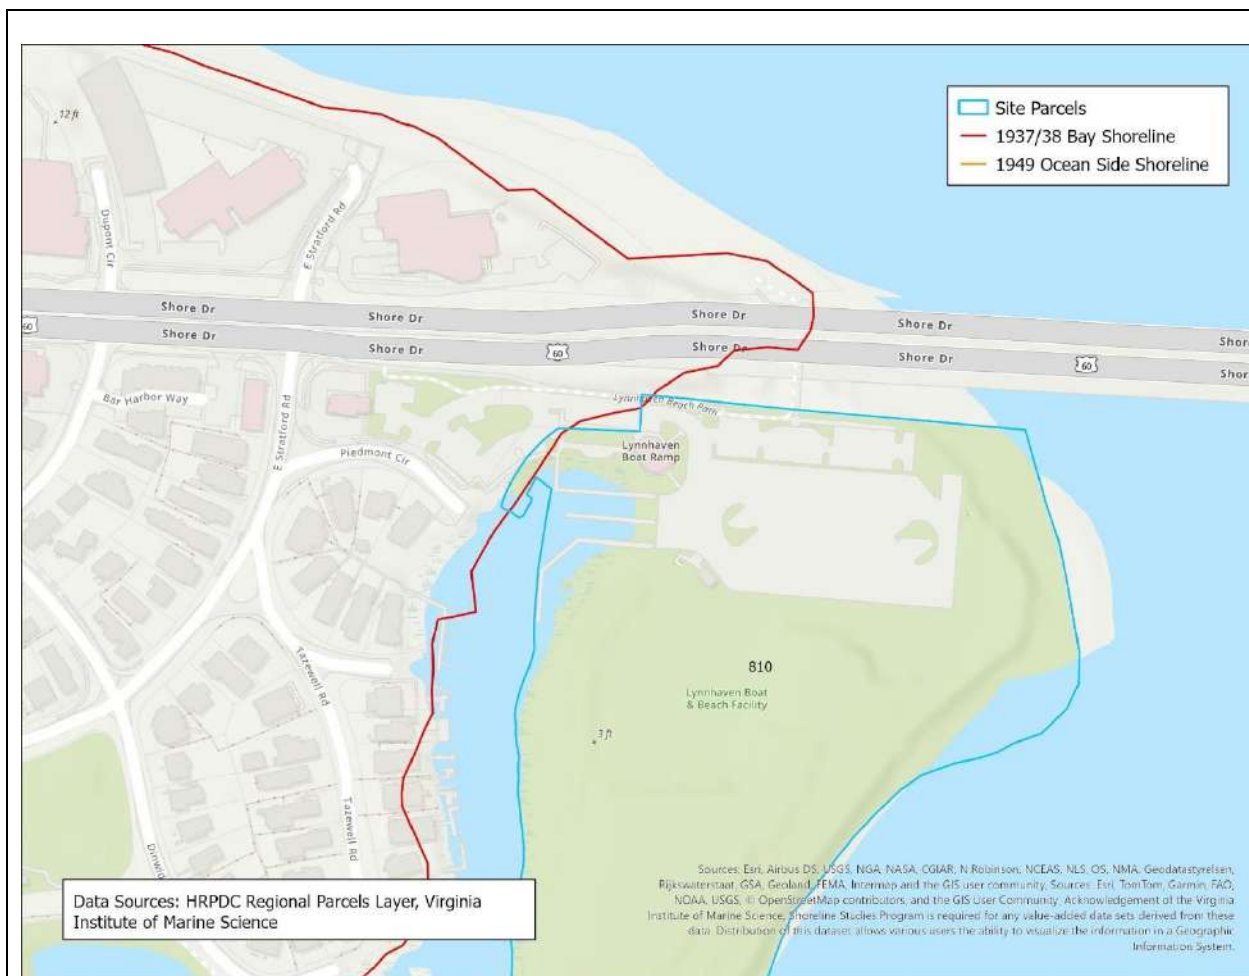 Site Parcels
1937/38 Bay Shoreline
1949 Ocean Side Shoreline
12 ft
Dupont Cir
E Stratford Rd
Shore Dr
Shore Dr
Shore Dr
Shore Dr
Shore
60
Shore Dr
Shore Dr
60
Shore Dr
Shore Dr
60
Shor
Bar Harbor Way
E Stratford Rd
Lynnhaven Beach Park
Piedmont Cir
Lynnhaven
Boat Ramp
Tazewell Rd
810
Lynnhaven Boat
& Beach Facility
3 ft
Tazewell Rd
Dinwid
Sources: Esri, Airbus DS, USGS, NGA, NASA, CGIAR, N Robinson, NCEAS, NLS, OS, NMA, Geodatastyrelsen,
Rijkswaterstaat, GSA, Geoland, FEMA, Intermap and the GIS user community, Sources: Esri, TomTom, Garmin, FAO,
NOAA, USGS, © OpenStreetMap contributors, and the GIS User Community, Acknowledgement of the Virginia
Institute of Marine Science, Shoreline Studies Program is required for any value-added data sets derived from these
data. Distribution of this dataset allows various users the ability to visualize the information in a Geographic
Information System.
Data Sources: HRPDC Regional Parcels Layer, Virginia
Institute of Marine Science